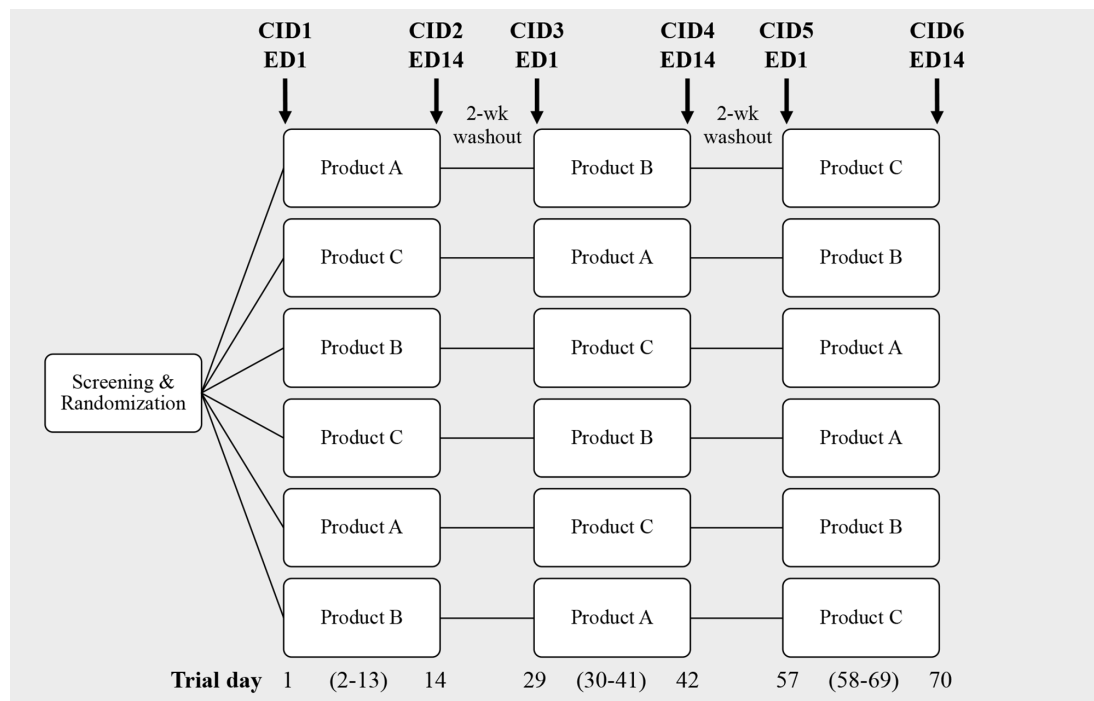 CID1 CID2 CID3 CID4 CID5 CID6
ED1 ED14 ED1 ED14 ED1 ED14
2-wk 2-wk
washout washout
Product A Product B Product C
Product C Product A Product B
Product B Product C Product A
Screening &
Randomization
Product C Product B Product A
Product A Product C Product B
Product B Product A Product C
Trial day 1 (2-13) 14 29 (30-41) 42 57 (58-69) 70